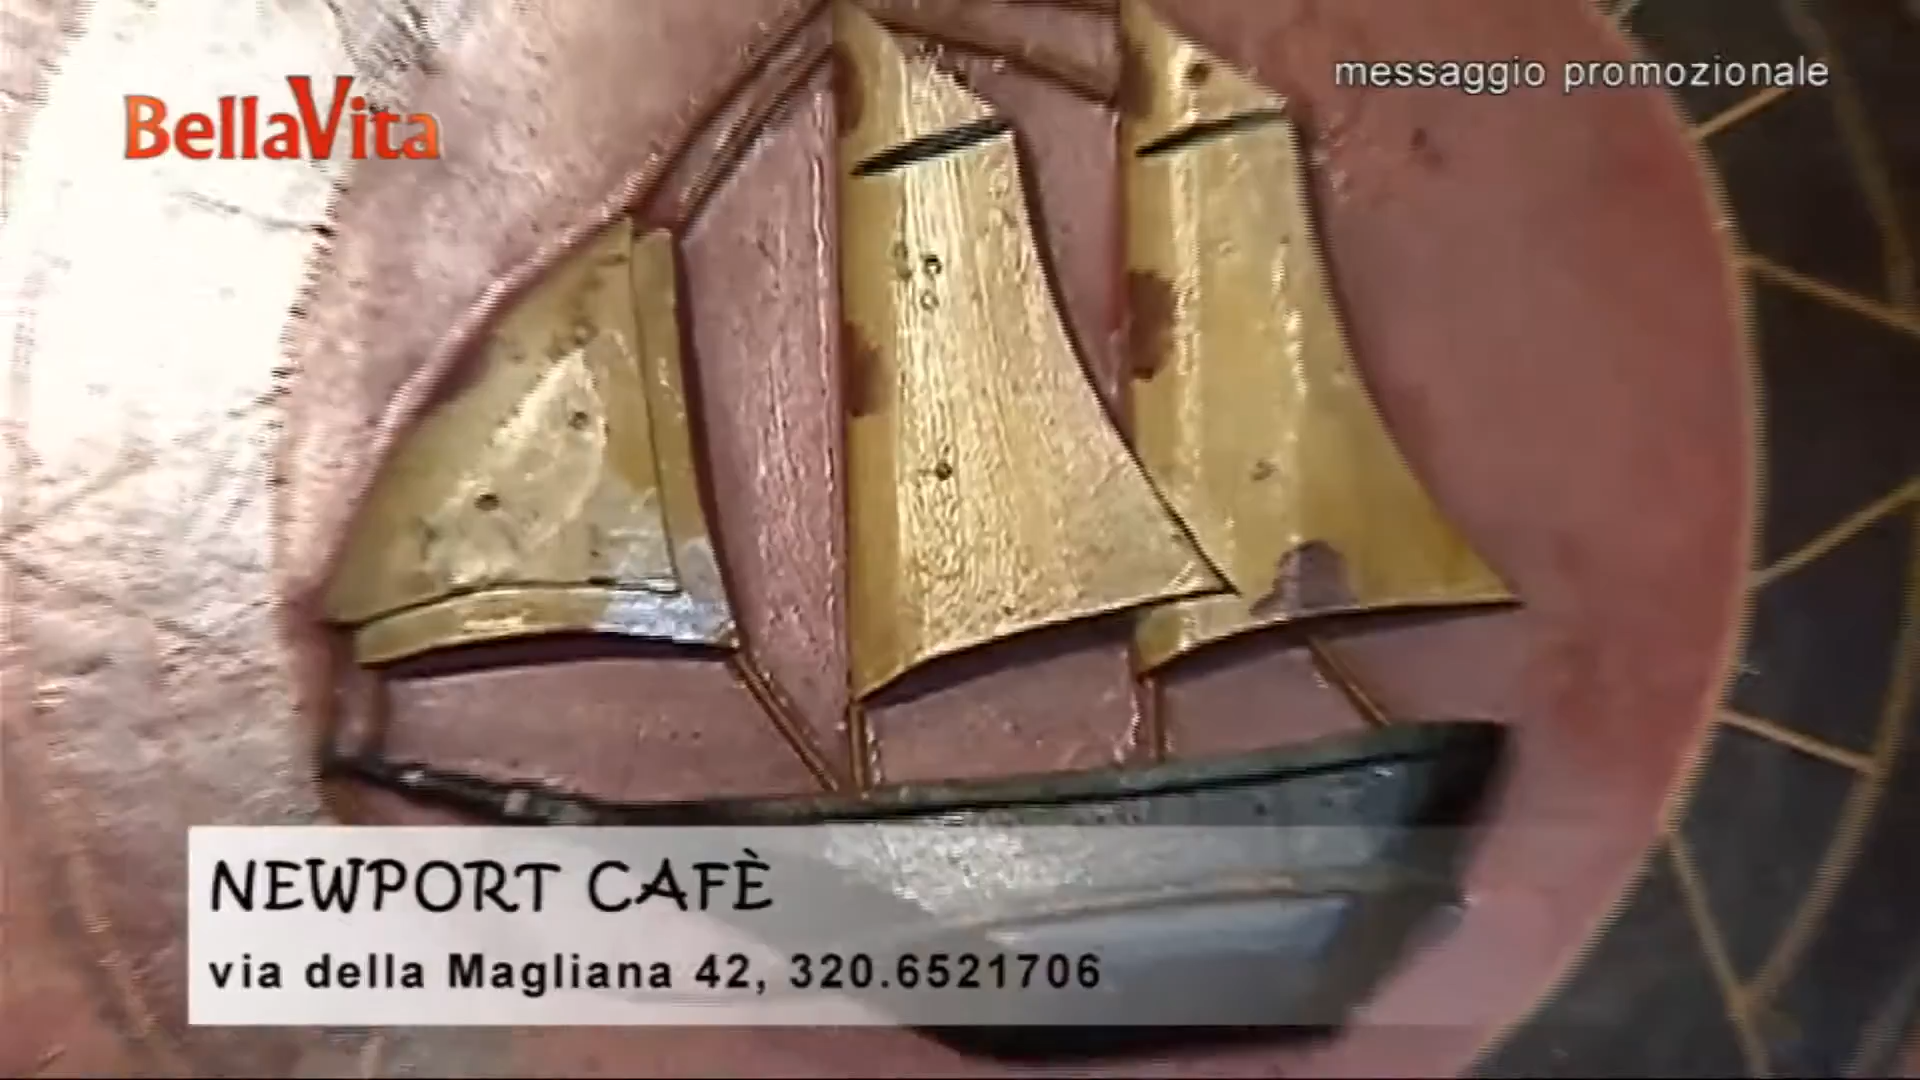 BellaVita
messaggio promozionale
NEWPORT CAFÈ
via della Magliana 42, 320.6521706